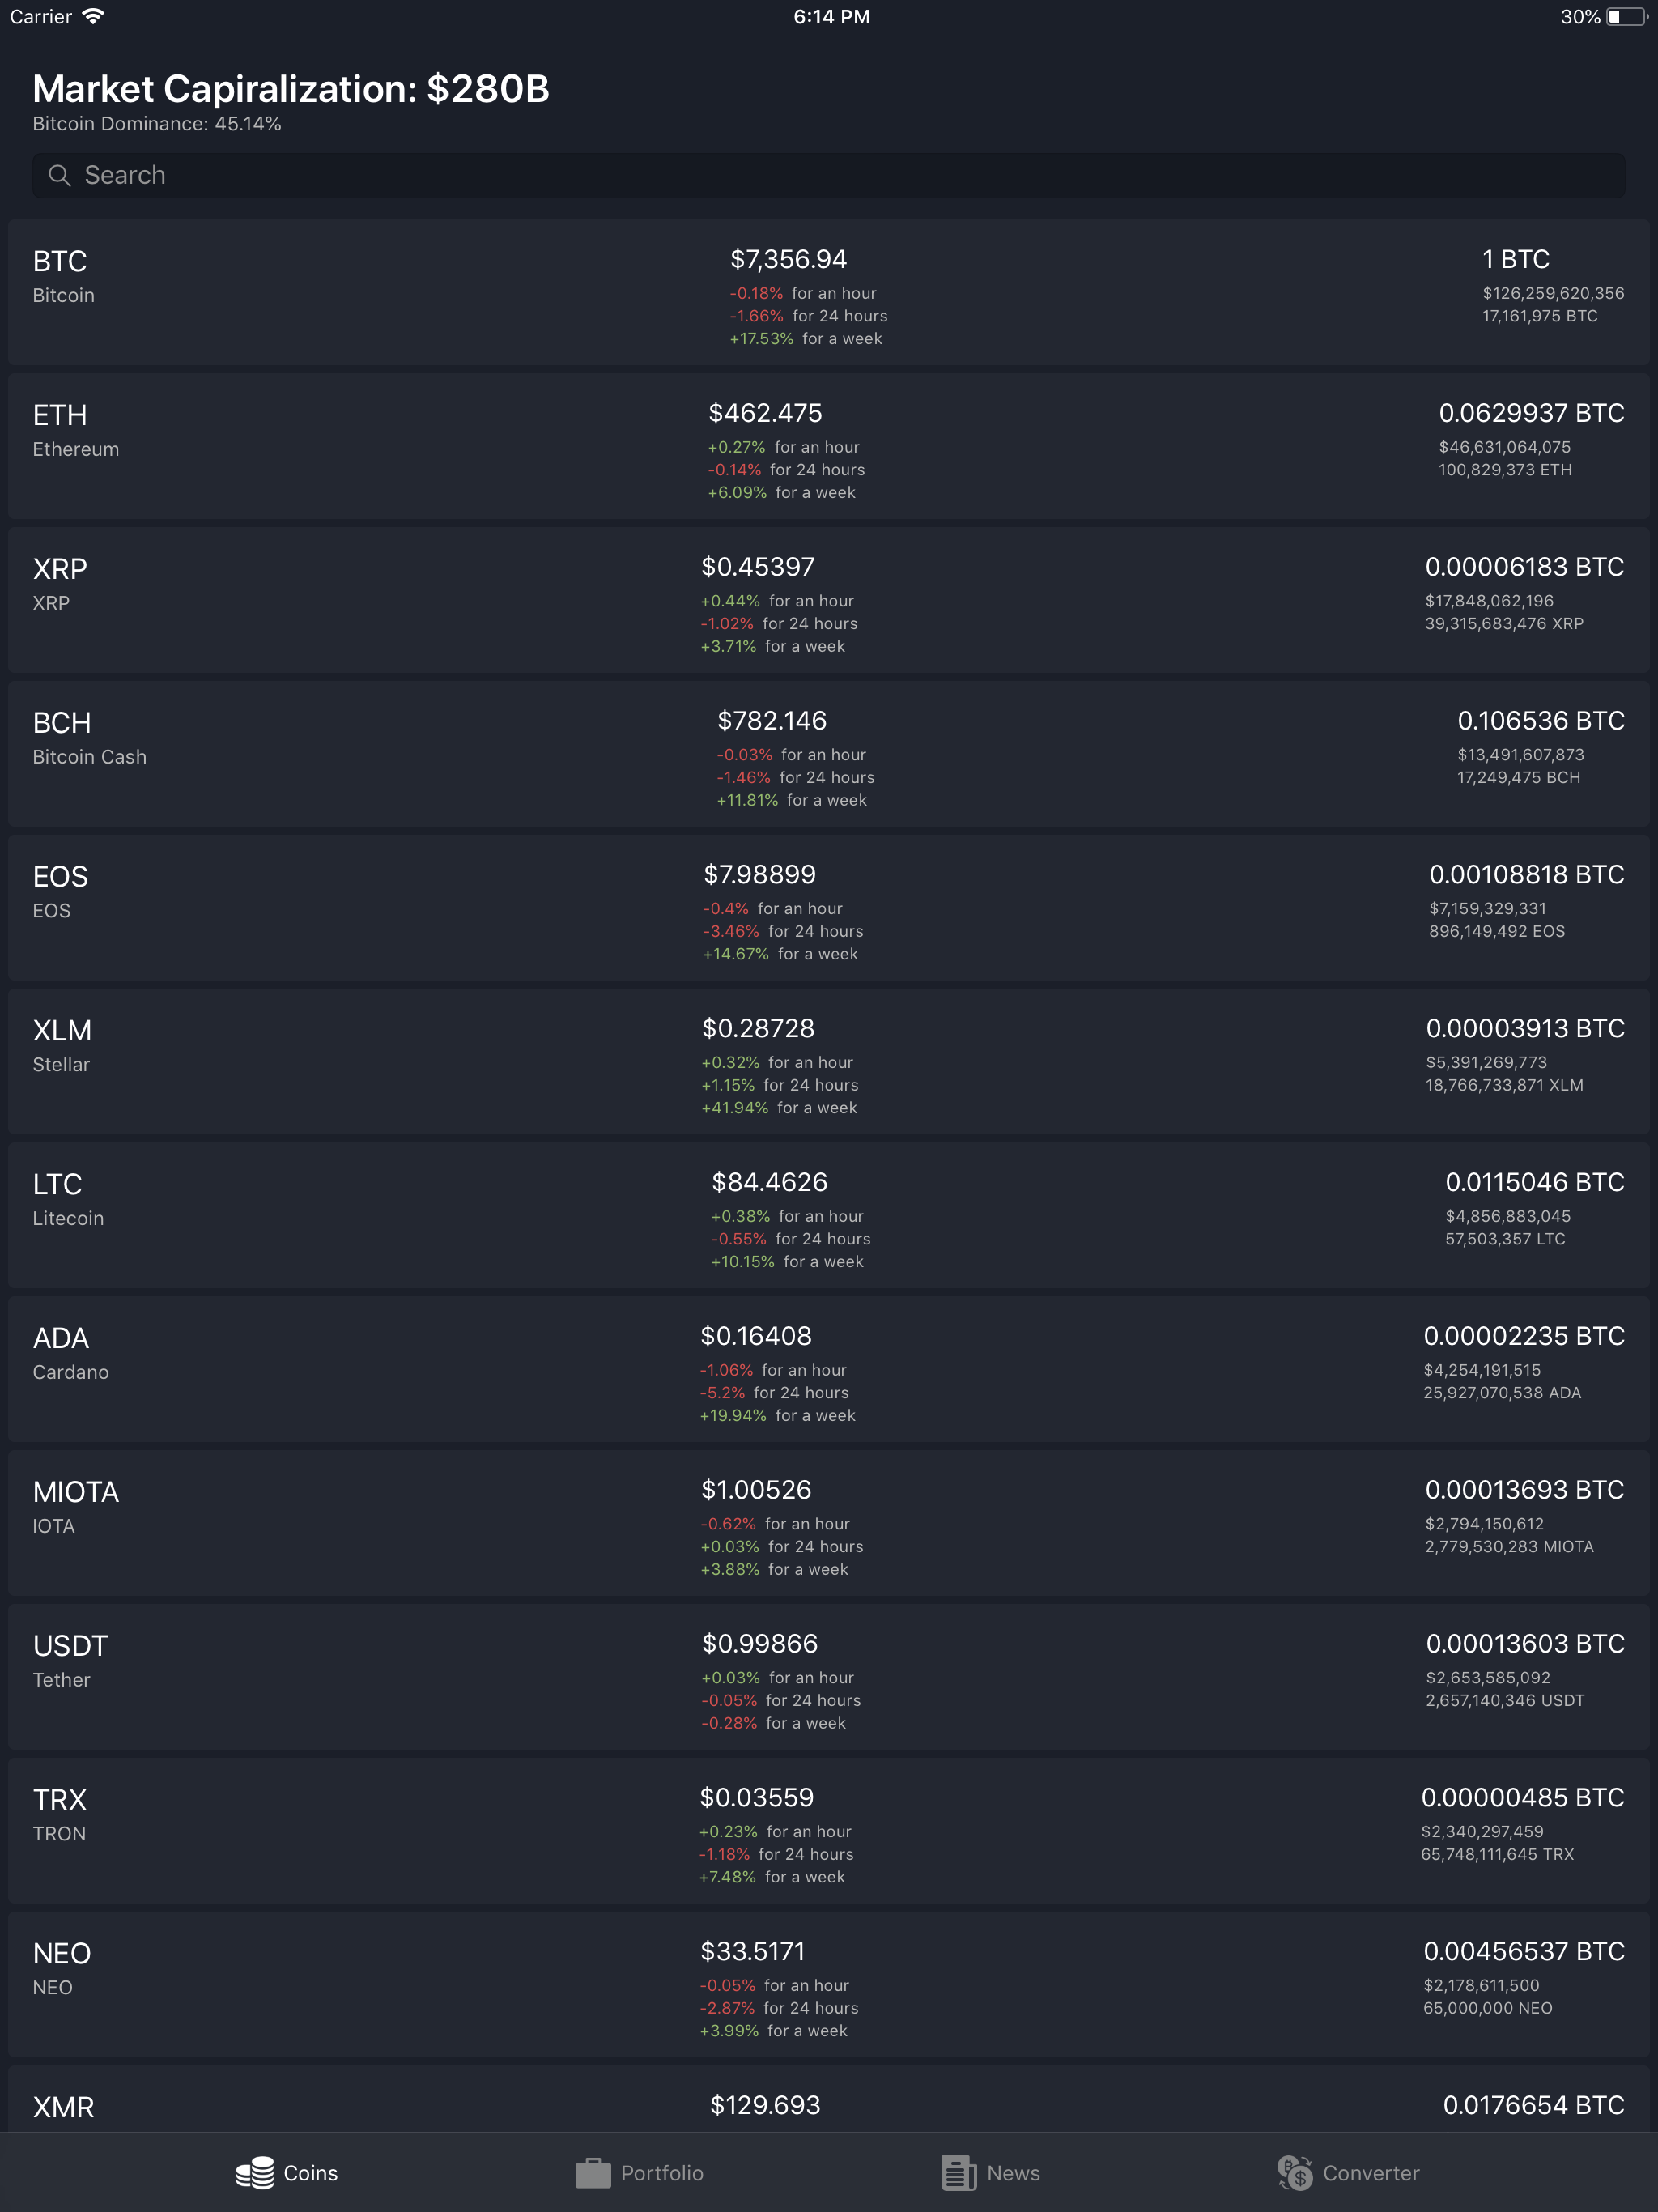 Carrier 6:14 PM 30%
Market Capiralization: $280B
Bitcoin Dominance: 45.14%
Search
BTC $7,356.94 1 BTC
Bitcoin -0.18% for an hour $126,259,620,356
-1.66% for 24 hours 17,161,975 BTC
+17.53% for a week
ETH $462.475 0.0629937 BTC
Ethereum +0.27% for an hour $46,631,064,075
-0.14% for 24 hours 100,829,373 ETH
+6.09% for a week
XRP $0.45397 0.00006183 BTC
XRP +0.44% for an hour $17,848,062,196
-1.02% for 24 hours 39,315,683,476 XRP
+3.71% for a week
BCH $782.146 0.106536 BTC
Bitcoin Cash -0.03% for an hour $13,491,607,873
-1.46% for 24 hours 17,249,475 BCH
+11.81% for a week
EOS $7.98899 0.00108818 BTC
EOS -0.4% for an hour $7,159,329,331
-3.46% for 24 hours 896,149,492 EOS
+14.67% for a week
XLM $0.28728 0.00003913 BTC
Stellar +0.32% for an hour $5,391,269,773
+1.15% for 24 hours 18,766,733,871 XLM
+41.94% for a week
LTC $84.4626 0.0115046 BTC
Litecoin +0.38% for an hour $4,856,883,045
-0.55% for 24 hours 57,503,357 LTC
+10.15% for a week
ADA $0.16408 0.00002235 BTC
Cardano -1.06% for an hour $4,254,191,515
-5.2% for 24 hours 25,927,070,538 ADA
+19.94% for a week
MIOTA $1.00526 0.00013693 BTC
IOTA -0.62% for an hour $2,794,150,612
+0.03% for 24 hours 2,779,530,283 MIOTA
+3.88% for a week
USDT $0.99866 0.00013603 BTC
Tether +0.03% for an hour $2,653,585,092
-0.05% for 24 hours 2,657,140,346 USDT
-0.28% for a week
TRX $0.03559 0.00000485 BTC
TRON +0.23% for an hour $2,340,297,459
-1.18% for 24 hours 65,748,111,645 TRX
+7.48% for a week
NEO $33.5171 0.00456537 BTC
NEO -0.05% for an hour $2,178,611,500
-2.87% for 24 hours 65,000,000 NEO
+3.99% for a week
XMR $129.693 0.0176654 BTC
Coins Portfolio News Converter